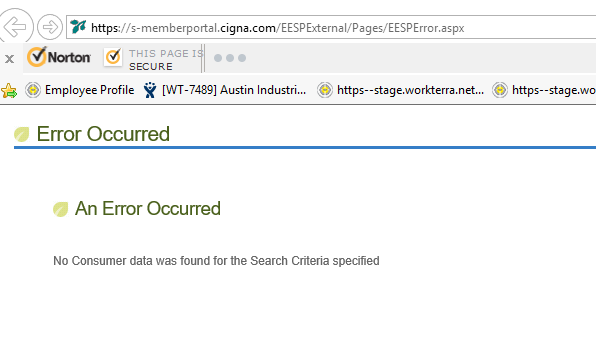 https://s-memberportal.cigna.com/EESPExternal/Pages/EESPError.aspx
x Norton THIS PAGE IS
SECURE
Employee Profile [WT-7489] Austin Industri... https--stage.workterra.net... https--stage.wo
Error Occurred
An Error Occurred
No Consumer data was found for the Search Criteria specified